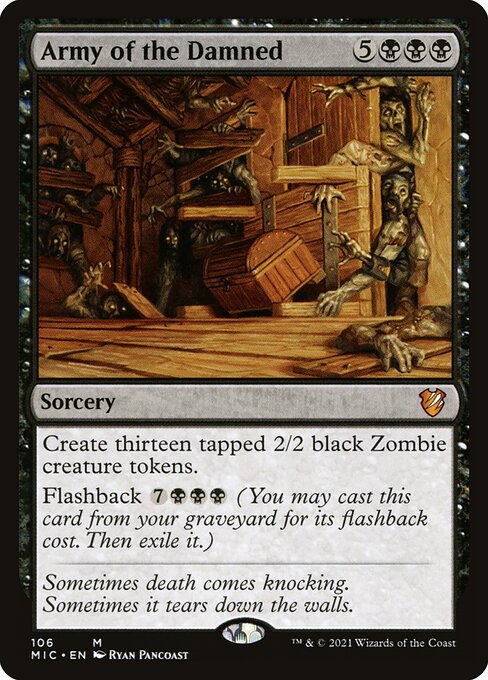 Army of the Damned 5
Sorcery
Create thirteen tapped 2/2 black Zombie
creature tokens.
Flashback 7 (You may cast this
card from your graveyard for its flashback
cost. Then exile it.)
Sometimes death comes knocking.
Sometimes it tears down the walls.
106 M
MIC • EN Ryan Pancoast
™ & © 2021 Wizards of the Coast